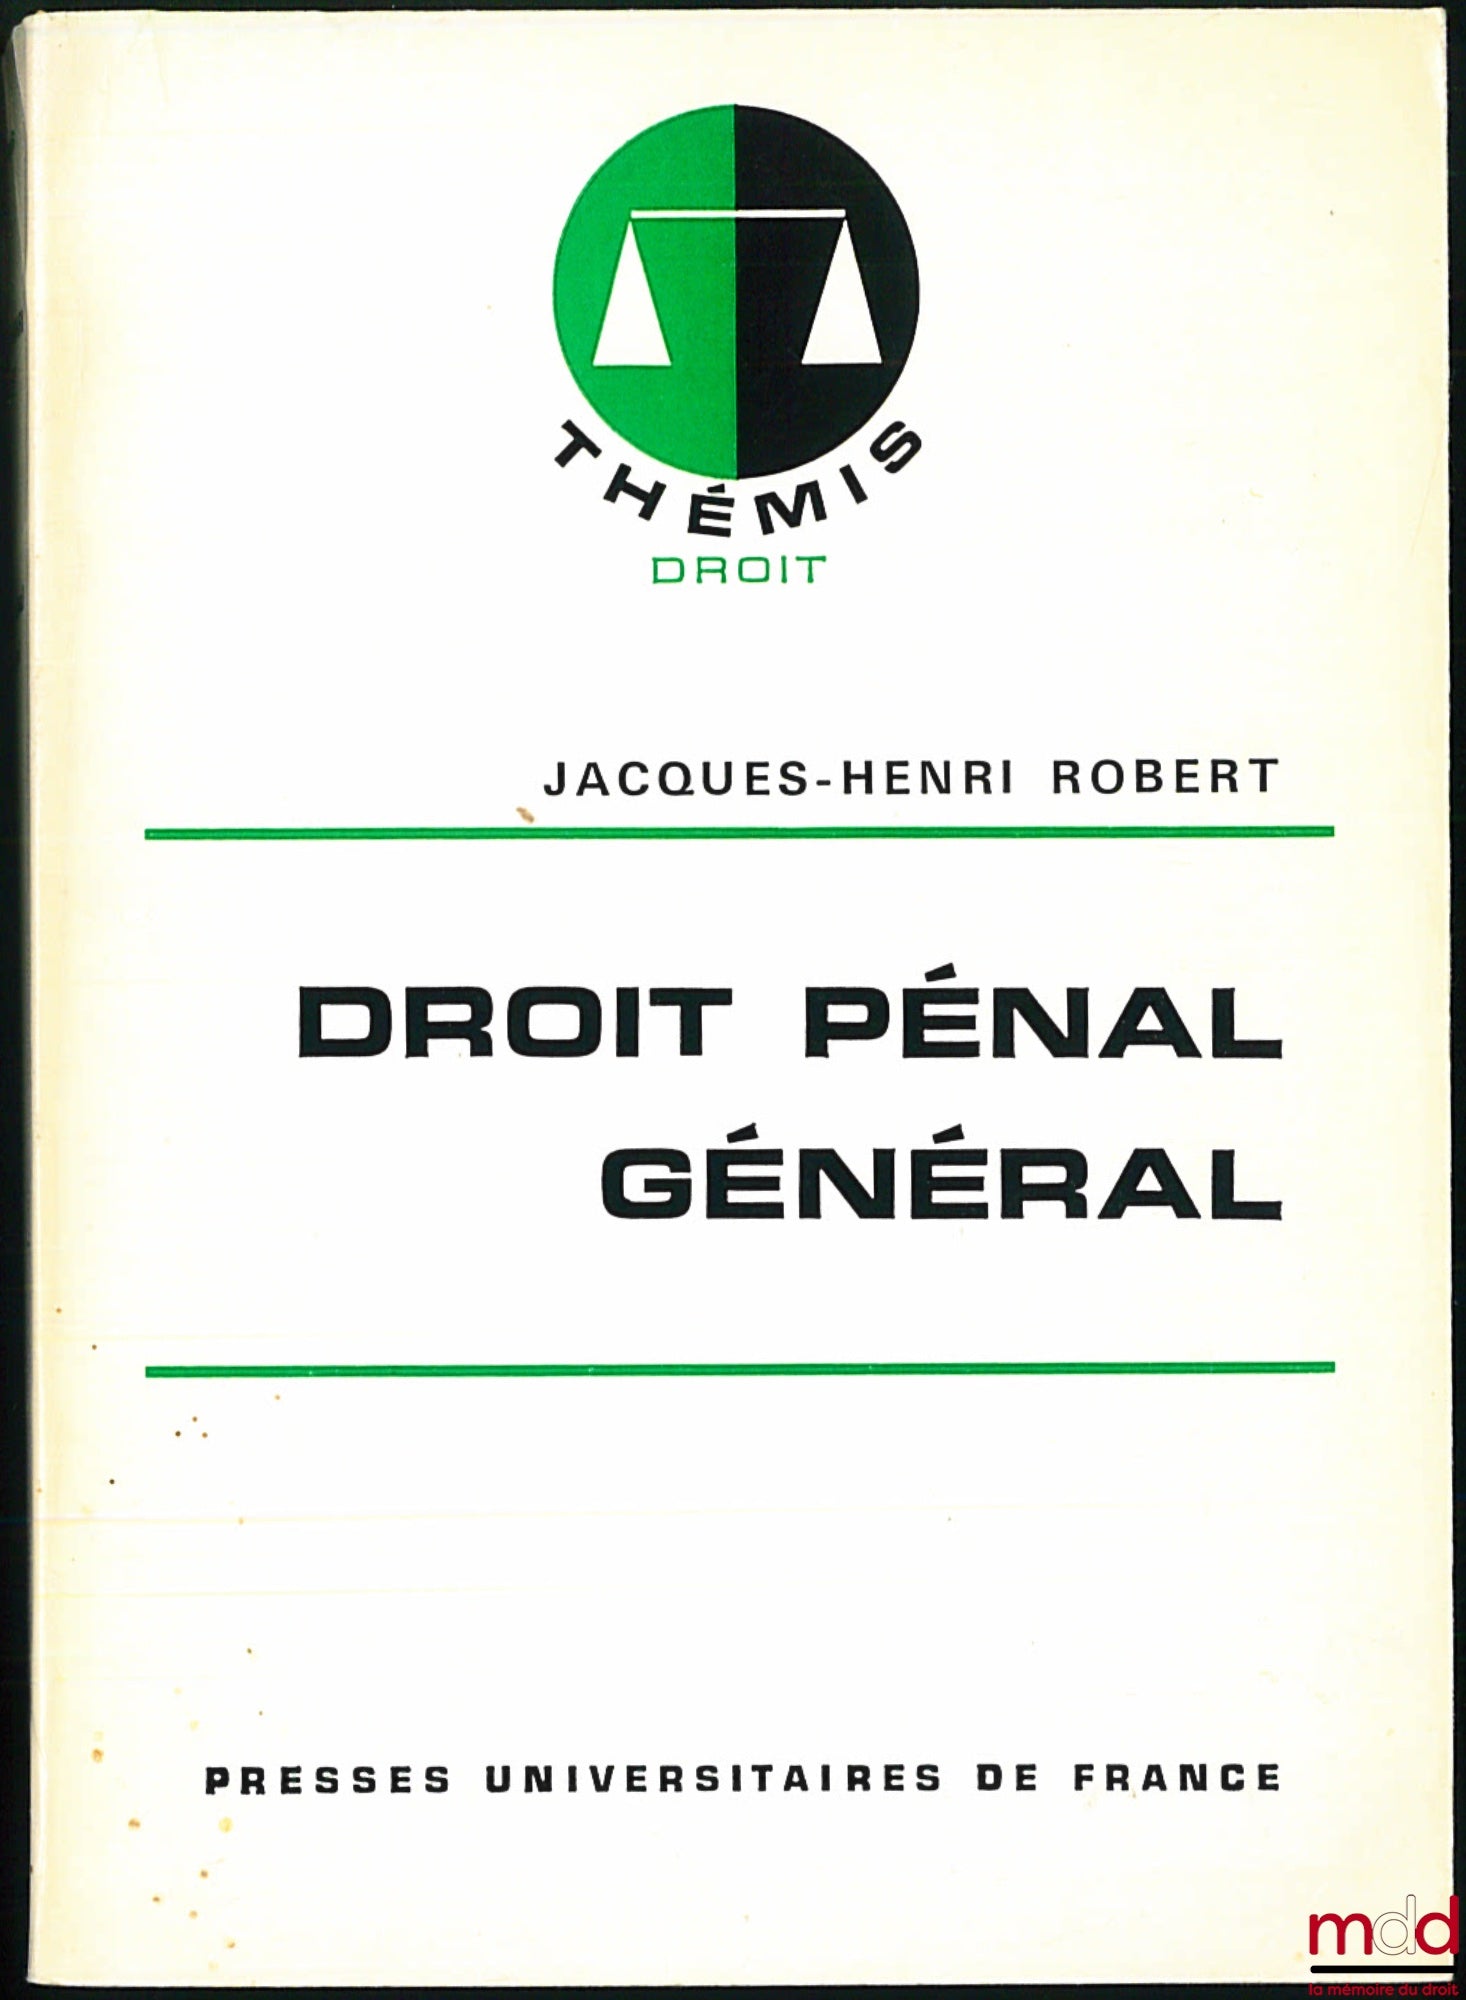 THÉMIS
DROIT
JACQUES-HENRI ROBERT
DROIT PÉNAL
GÉNÉRAL
PRESSES UNIVERSITAIRES DE FRANCE
mdd
la mémoire du droit